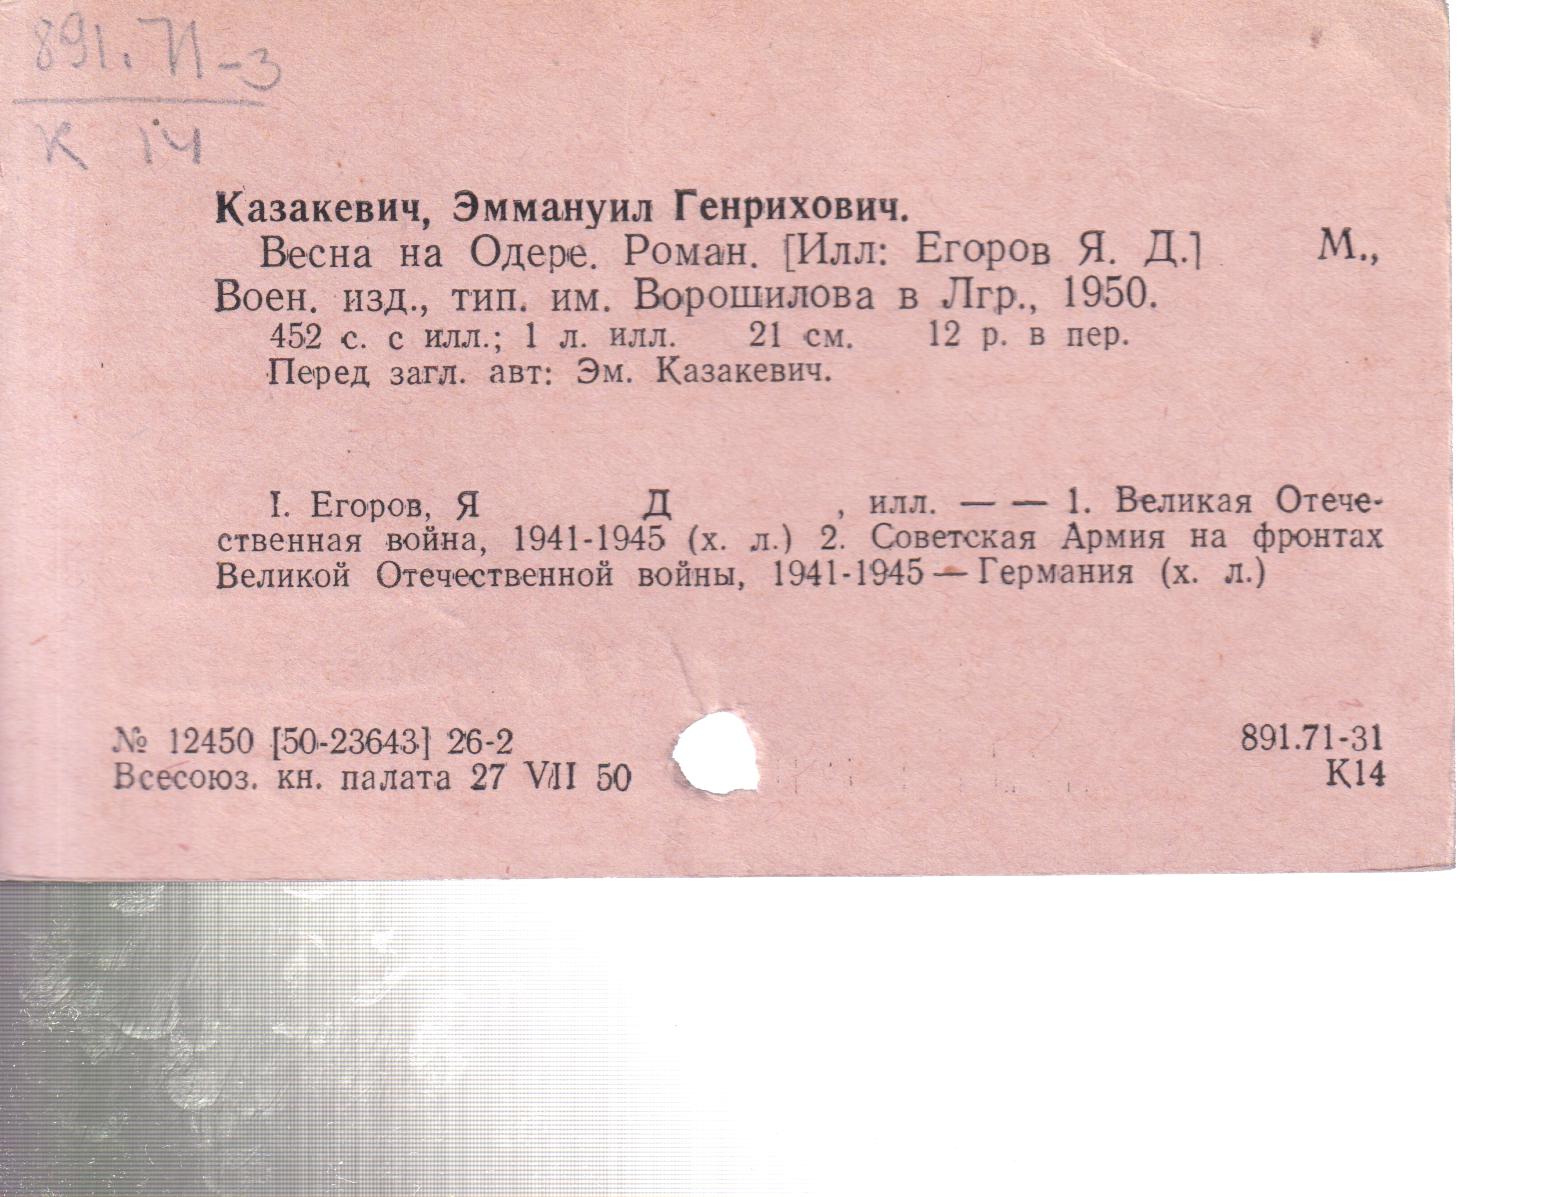 891.71-3
К 14
Казакевич, Эммануил Генрихович.
Весна на Одере. Роман. [Илл: Егоров Я. Д.] М.,
Воен. изд., тип. им. Ворошилова в Лгр., 1950.
452 с. с илл.; 1 л. илл. 21 см. 12 р. в пер.
Перед загл. авт: Эм. Казакевич.
I. Егоров, Я Д , илл. — — 1. Великая Отече-
ственная война, 1941-1945 (х. л.) 2. Советская Армия на фронтах
Великой Отечественной войны, 1941-1945 — Германия (х. л.)
№ 12450 [50-23643] 26-2
Всесоюз. кн. палата 27 VII 50
891.71-31
К14